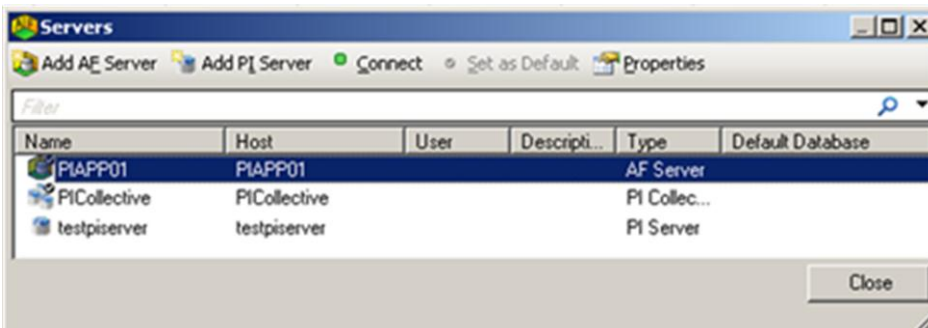 Servers
Add AF Server Add PI Server Connect Set as Default Properties
Filter
Name Host User Descripti... Type Default Database
PIAPP01 PIAPP01 AF Server
PICollective PICollective PI Collec...
testpiserver testpiserver PI Server
Close